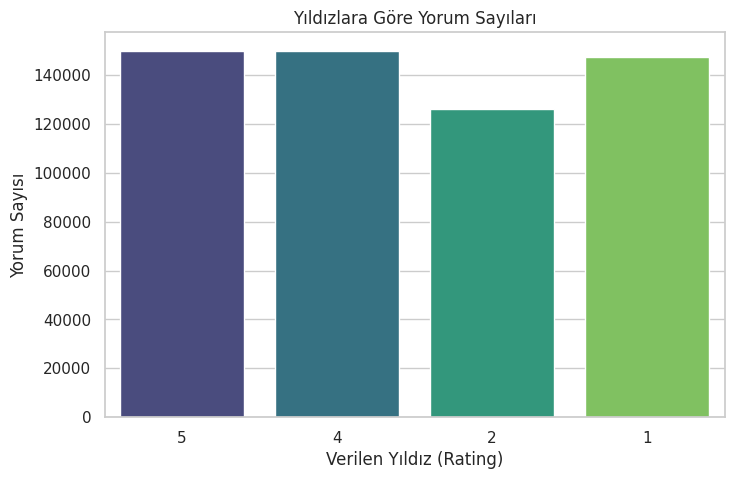 Yıldızlara Göre Yorum Sayıları
Yorum Sayısı
140000
120000
100000
80000
60000
40000
20000
0
5 4 2 1
Verilen Yıldız (Rating)